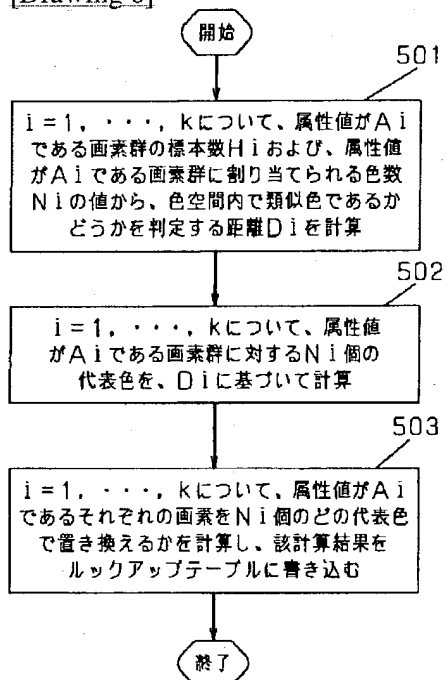 開始
501
i=1, ・・・, kについて、属性値がAi
である画素群の標本数Hiおよび、属性値
がAiである画素群に割り当てられる色数
Niの値から、色空間内で類似色であるか
どうかを判定する距離Diを計算
502
i=1, ・・・, kについて、属性値
がAiである画素群に対するNi個の
代表色を、Diに基づいて計算
503
i=1, ・・・, kについて、属性値がAi
であるそれぞれの画素をNi個のどの代表色
で置き換えるかを計算し、該計算結果を
ルックアップテーブルに書き込む
終了